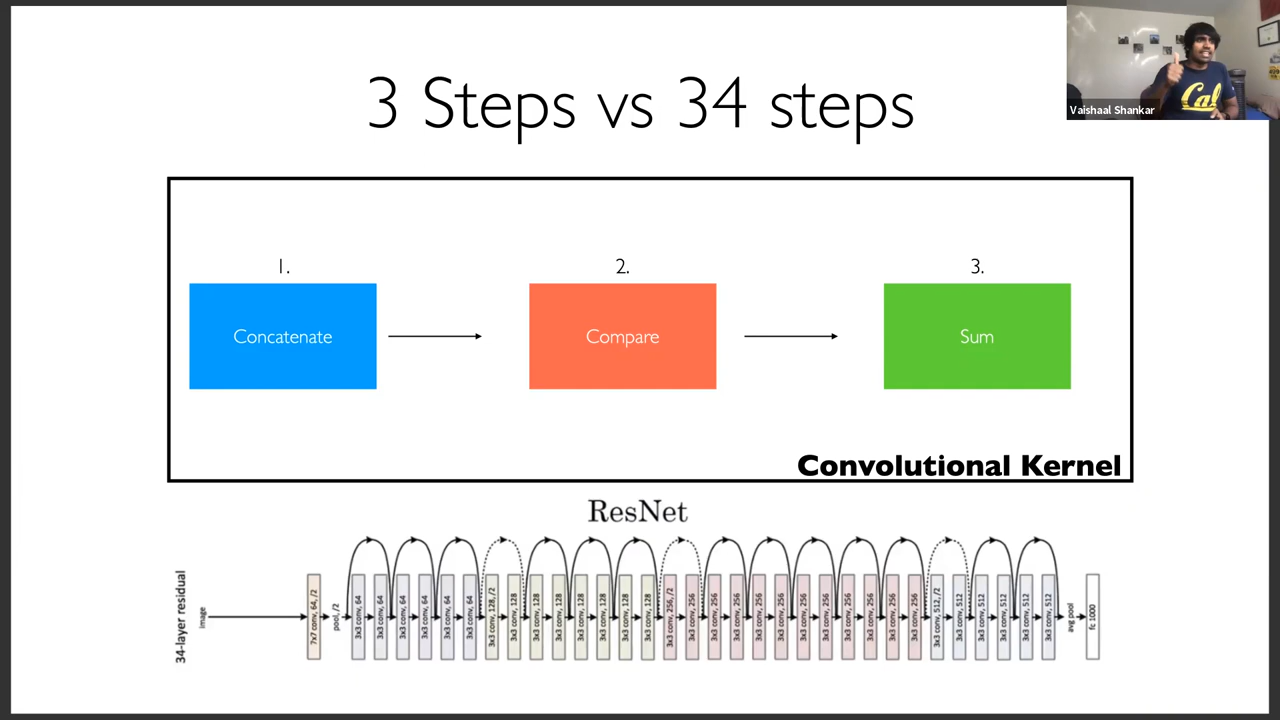 3 Steps vs 34 steps
Cal
Vaishaal Shankar
1.
2.
3.
Concatenate
Compare
Sum
Convolutional Kernel
ResNet
34-layer residual
image
7x7 conv, 64, /2
pool, /2
3x3 conv, 64
3x3 conv, 64
3x3 conv, 64
3x3 conv, 64
3x3 conv, 64
3x3 conv, 64
3x3 conv, 128, /2
3x3 conv, 128
3x3 conv, 128
3x3 conv, 128
3x3 conv, 128
3x3 conv, 128
3x3 conv, 128
3x3 conv, 128
3x3 conv, 256, /2
3x3 conv, 256
3x3 conv, 256
3x3 conv, 256
3x3 conv, 256
3x3 conv, 256
3x3 conv, 256
3x3 conv, 256
3x3 conv, 256
3x3 conv, 256
3x3 conv, 256
3x3 conv, 256
3x3 conv, 512, /2
3x3 conv, 512
3x3 conv, 512
3x3 conv, 512
3x3 conv, 512
3x3 conv, 512
avg pool
fc 1000